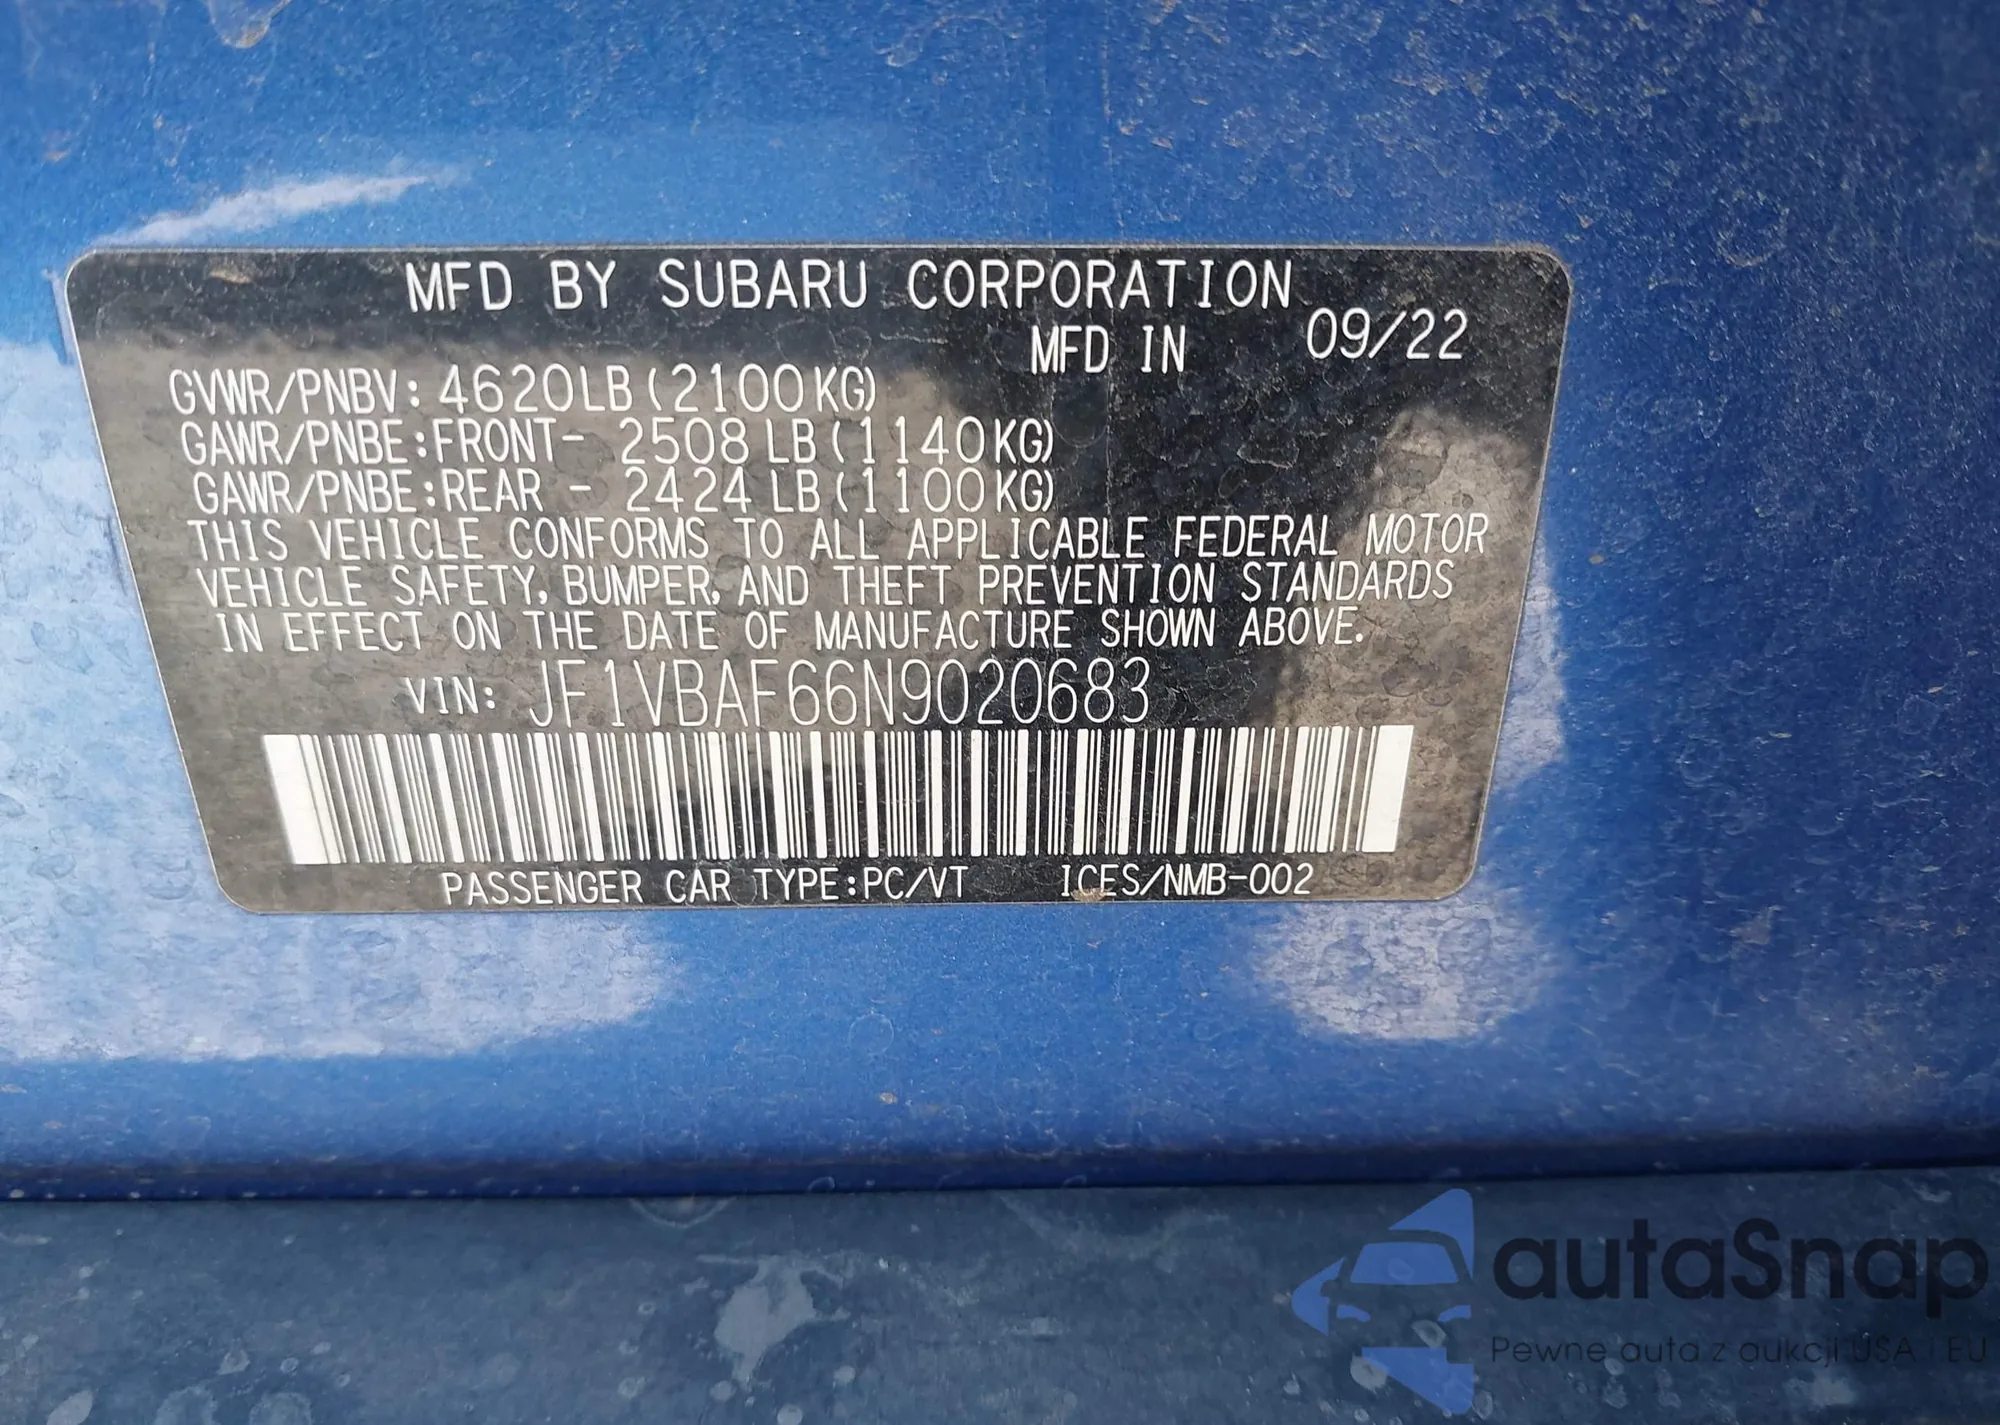 MFD BY SUBARU CORPORATION
MFD IN 09/22
GVWR/PNBV: 4620LB (2100KG)
GAWR/PNBE:FRONT- 2508 LB (1140KG)
GAWR/PNBE:REAR - 2424 LB (1100KG)
THIS VEHICLE CONFORMS TO ALL APPLICABLE FEDERAL MOTOR
VEHICLE SAFETY, BUMPER, AND THEFT PREVENTION STANDARDS
IN EFFECT ON THE DATE OF MANUFACTURE SHOWN ABOVE.
VIN: JF1VBAF66N9020683
PASSENGER CAR TYPE:PC/VT ICES/NMB-002
autaSnap
Pewne auta z aukcji USA i EU